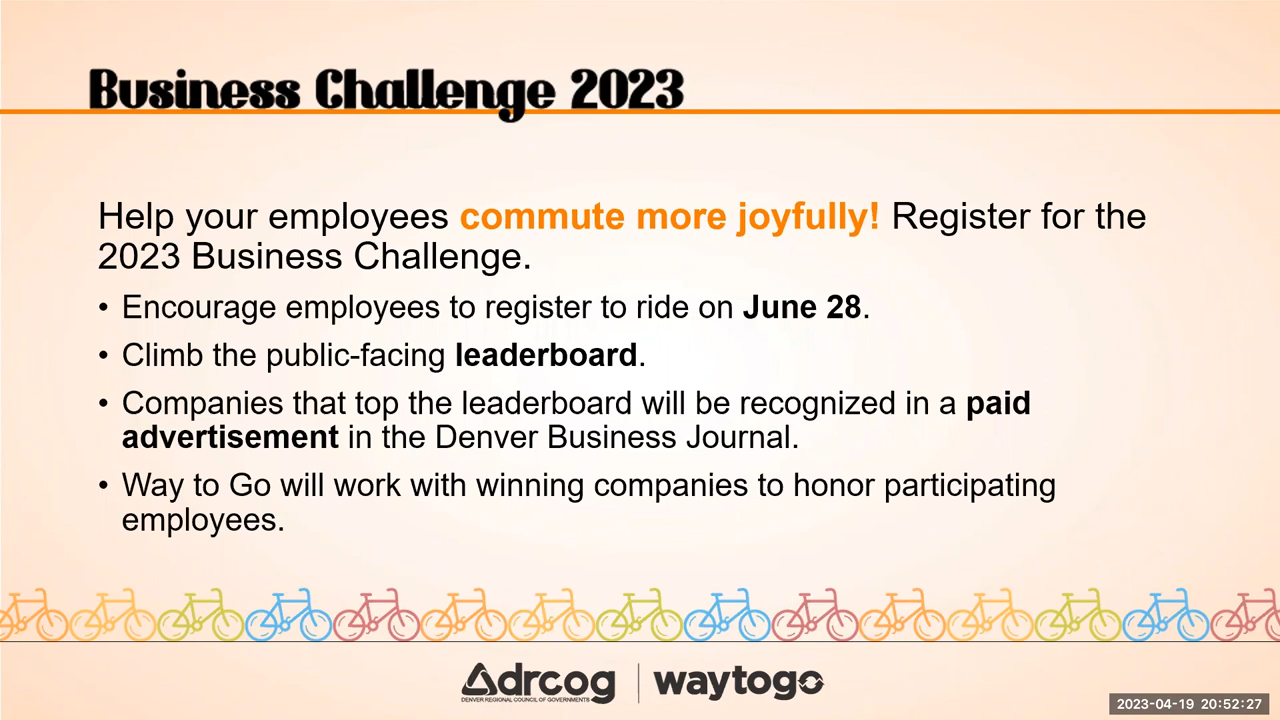 Business Challenge 2023
Help your employees commute more joyfully! Register for the
2023 Business Challenge.
• Encourage employees to register to ride on June 28.
• Climb the public-facing leaderboard.
• Companies that top the leaderboard will be recognized in a paid
advertisement in the Denver Business Journal.
• Way to Go will work with winning companies to honor participating
employees.
drcog
DENVER REGIONAL COUNCIL OF GOVERNMENTS
waytogo
2023-04-19 20:52:27